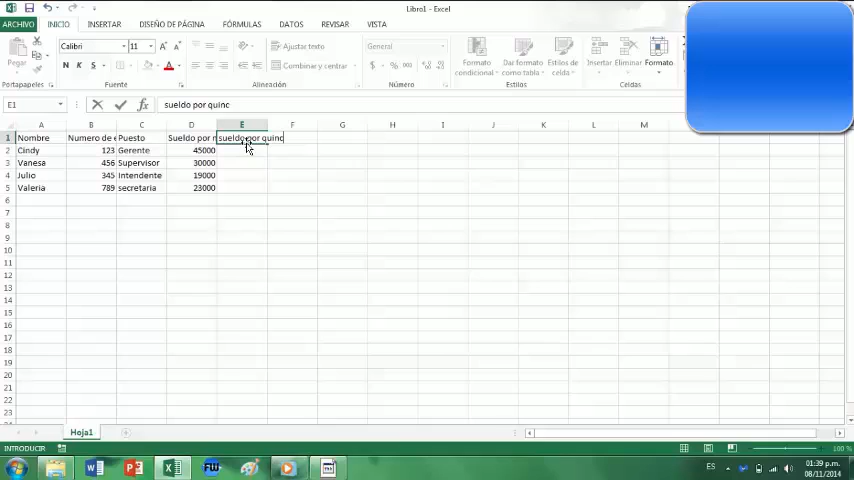 Libro1 - Excel
ARCHIVO INICIO INSERTAR DISEÑO DE PÁGINA FÓRMULAS DATOS REVISAR VISTA
Pegar
Calibri 11
N K S
Ajustar texto
Combinar y centrar
General
$ % 000
Formato condicional
Dar formato como tabla
Estilos de celda
Insertar Eliminar Formato
Portapapeles Fuente Alineación Número Estilos Celdas
E1 fx sueldo por quinc
A B C D E F G H I J K L M
1 Nombre Numero de e Puesto Sueldo por m sueldo por quinc
2 Cindy 123 Gerente 45000
3 Vanesa 456 Supervisor 30000
4 Julio 345 Intendente 19000
5 Valeria 789 secretaria 23000
6
7
8
9
10
11
12
13
14
15
16
17
18
19
20
21
22
23
Hoja1
INTRODUCIR 100 %
ES 01:39 p.m.
08/11/2014